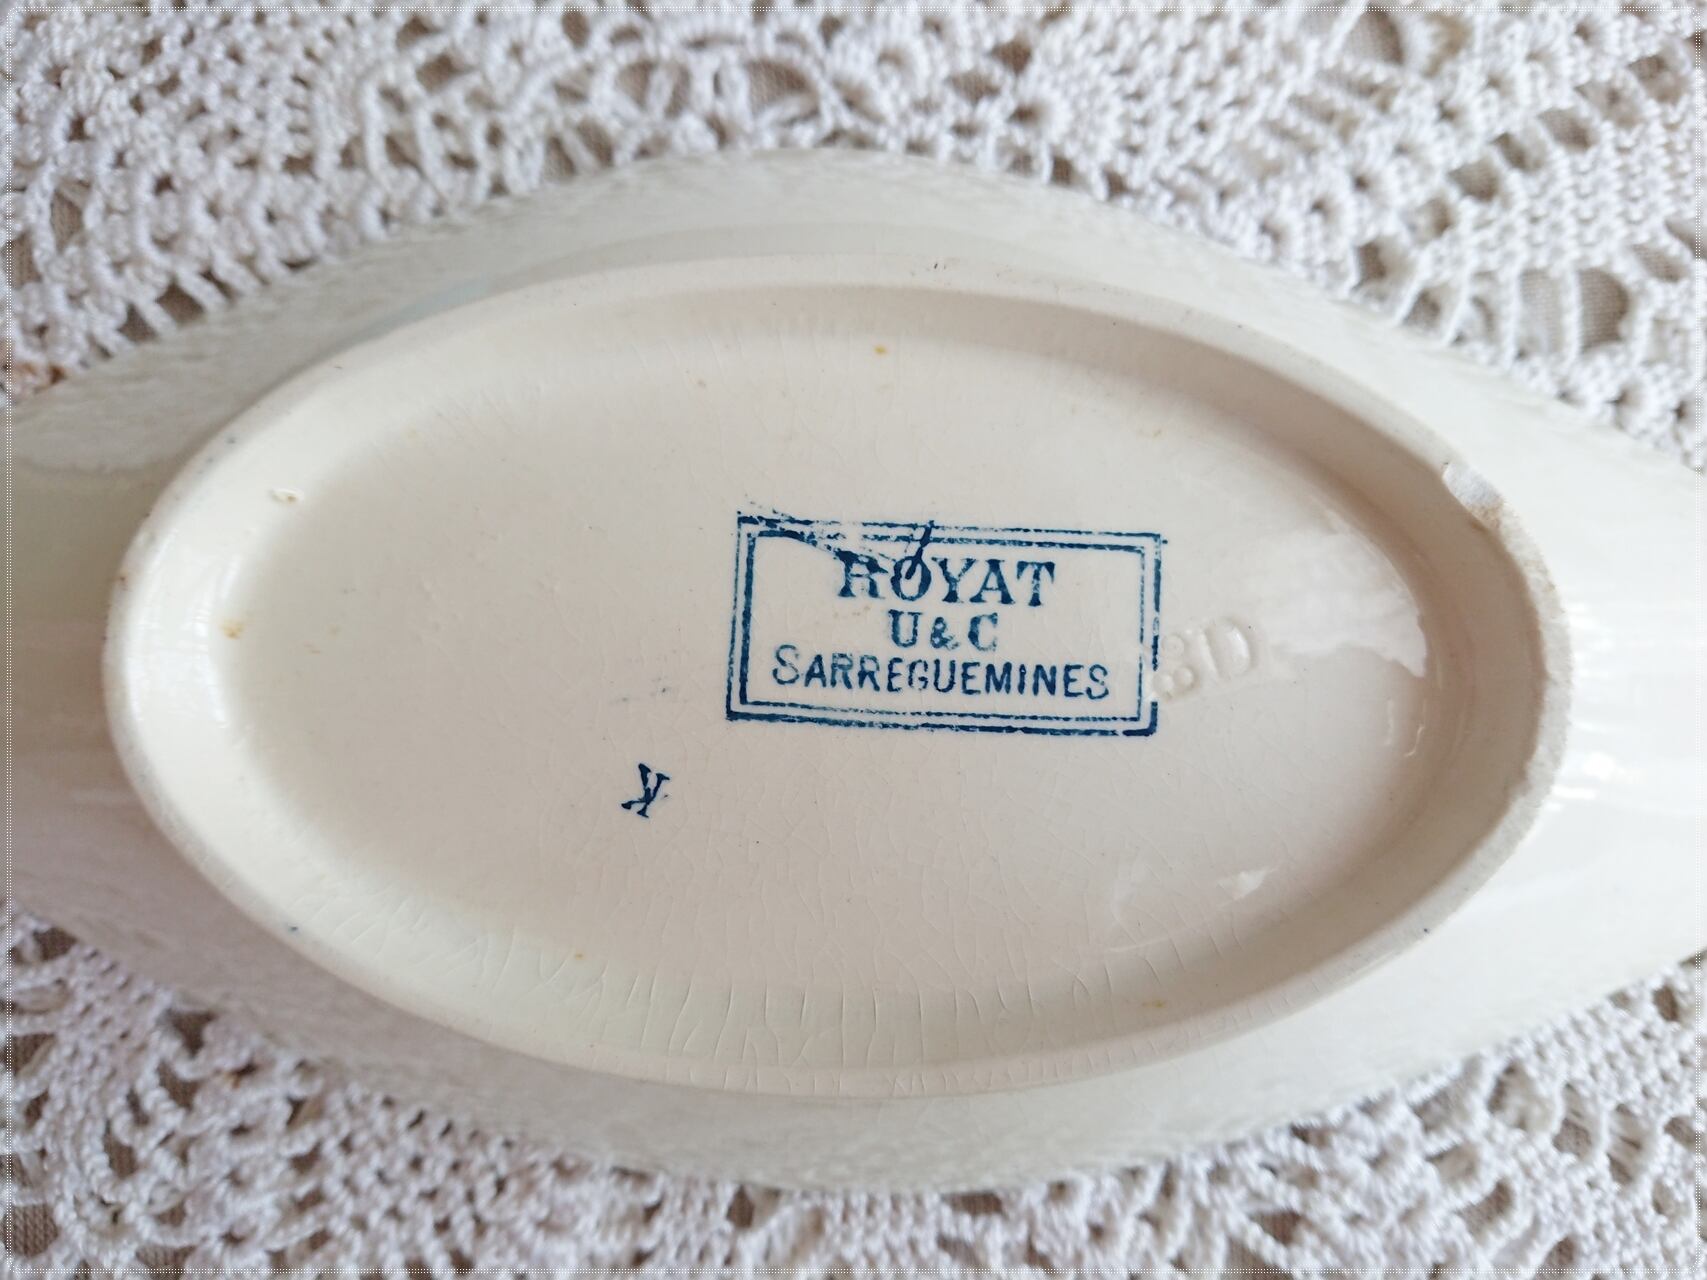 ROYAT
U & C
SARREGUEMINES
K